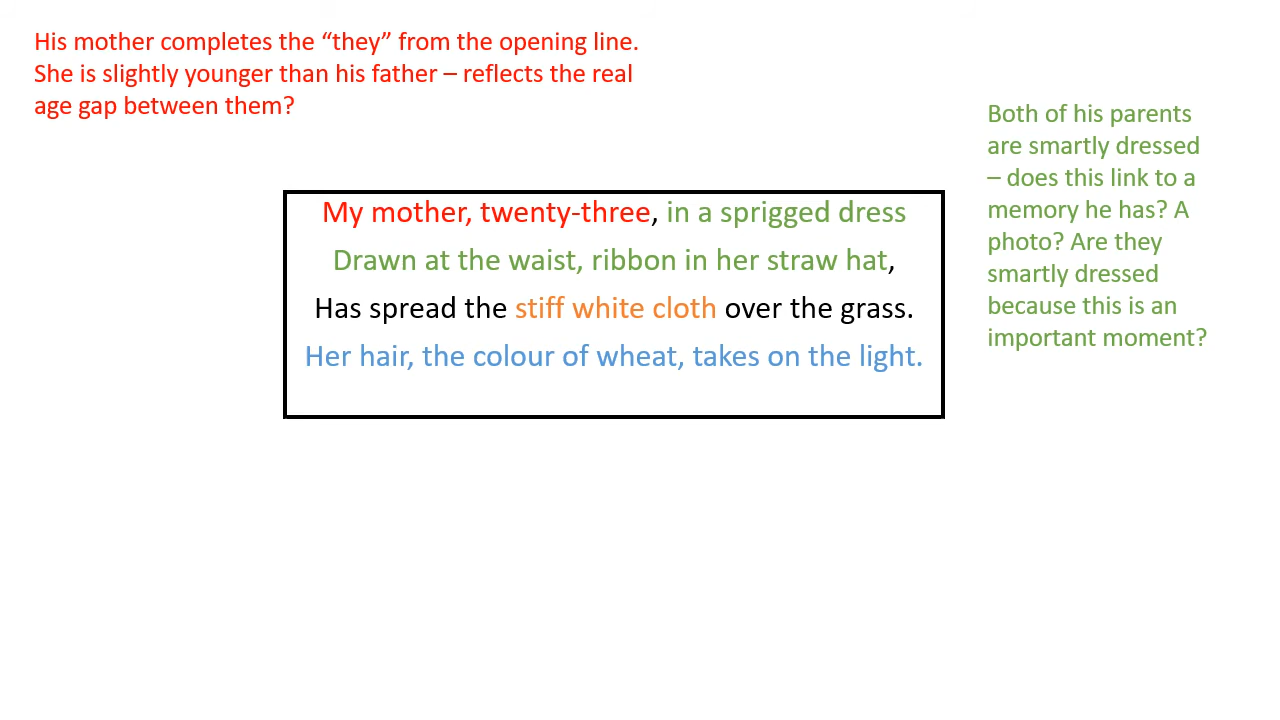 His mother completes the “they” from the opening line.
She is slightly younger than his father – reflects the real
age gap between them?
Both of his parents
are smartly dressed
– does this link to a
memory he has? A
photo? Are they
smartly dressed
because this is an
important moment?
My mother, twenty-three, in a sprigged dress
Drawn at the waist, ribbon in her straw hat,
Has spread the stiff white cloth over the grass.
Her hair, the colour of wheat, takes on the light.